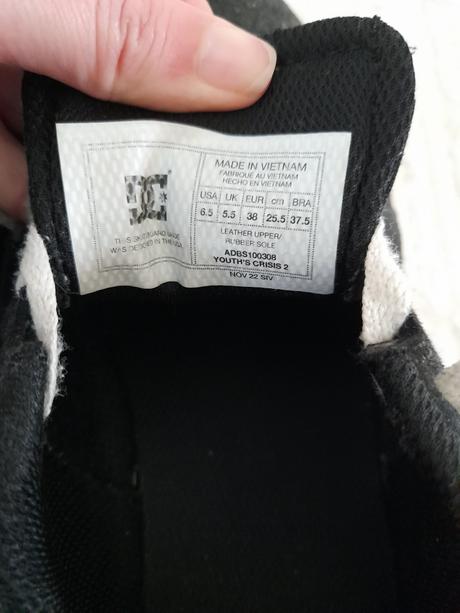 DC
THIS SKATEBOARD SHOE
WAS DESIGNED IN THE USA
MADE IN VIETNAM
FABRIQUÉ AU VIETNAM
HECHO EN VIETNAM
USA UK EUR cm BRA
6.5 5.5 38 25.5 37.5
LEATHER UPPER/
RUBBER SOLE
ADBS100308
YOUTH'S CRISIS 2
NOV 22 SIV